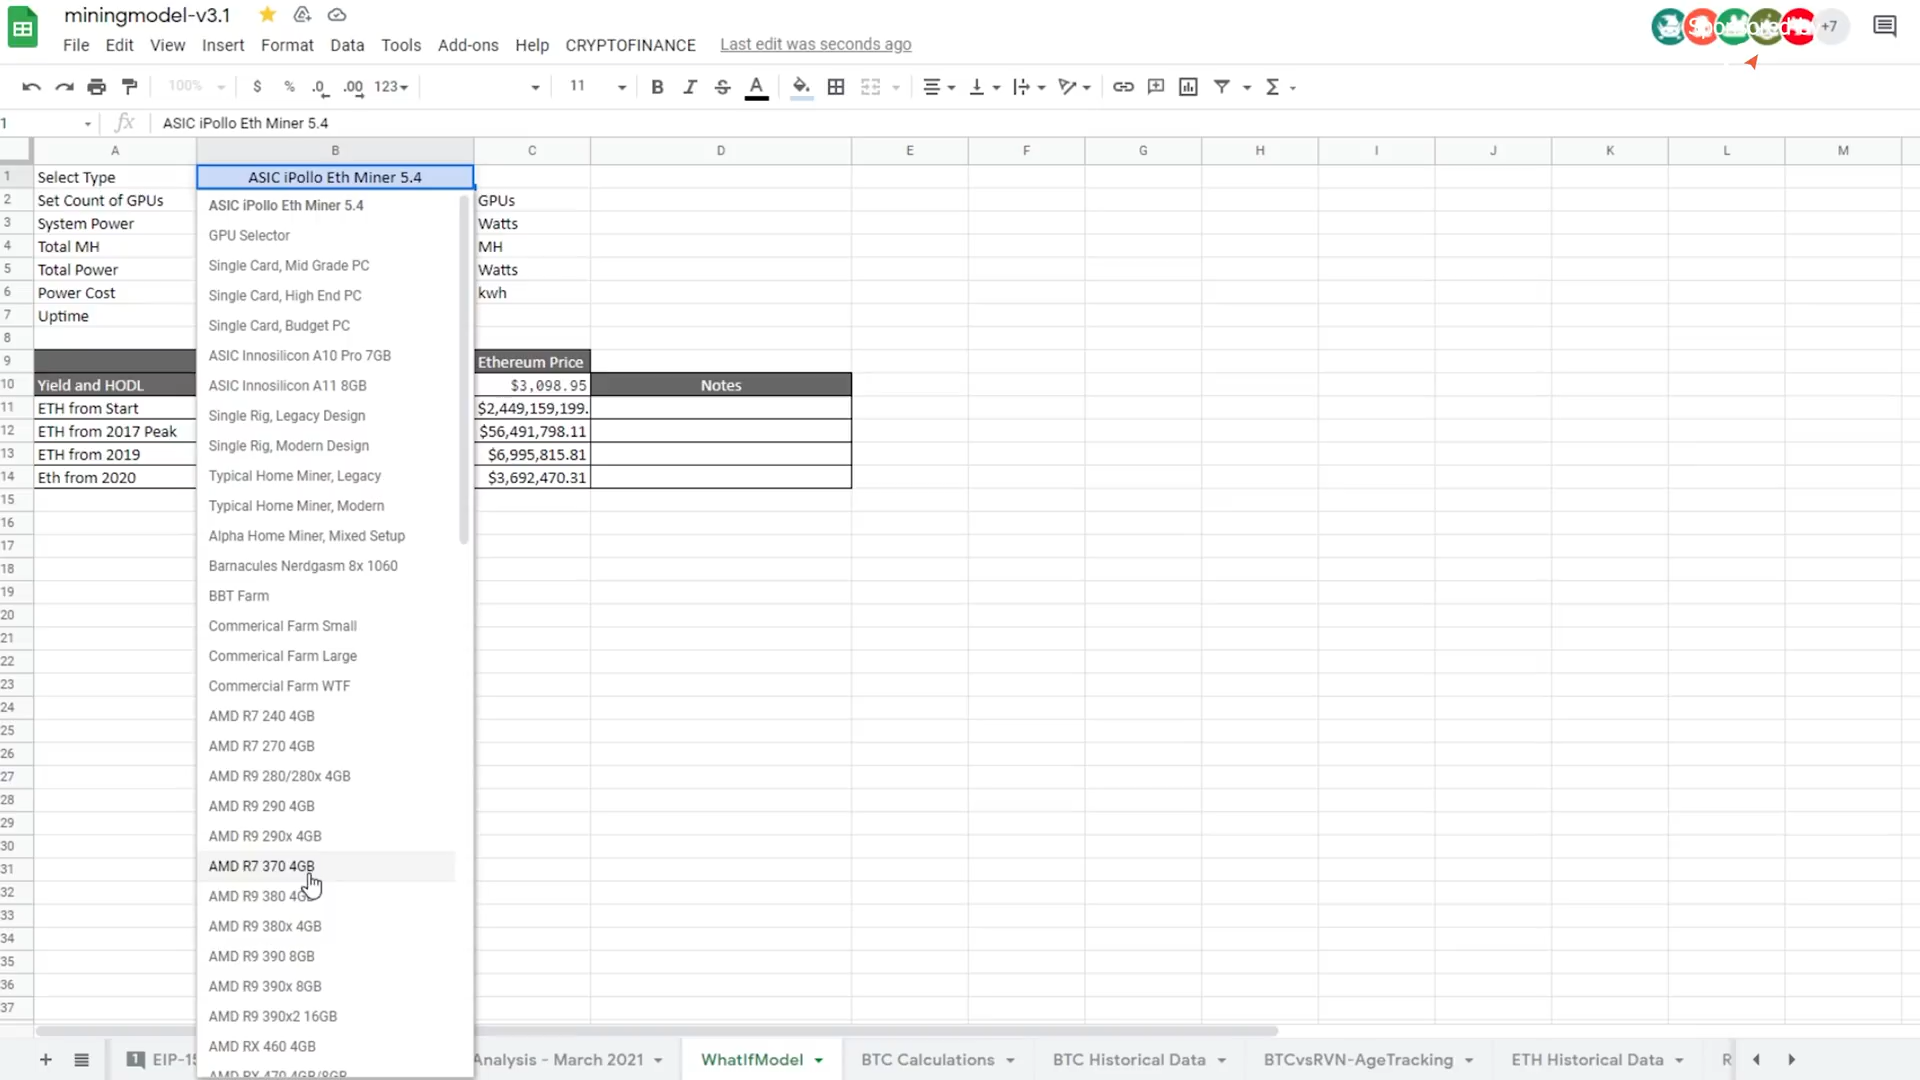 miningmodel-v3.1
Sponsored
+7
File Edit View Insert Format Data Tools Add-ons Help CRYPTOFINANCE Last edit was seconds ago
100% $ % .0 .00 123 11 B I S A Σ
1 fx ASIC iPollo Eth Miner 5.4
A B C D E F G H I J K L M
1 Select Type ASIC iPollo Eth Miner 5.4
2 Set Count of GPUs GPUs
3 System Power Watts
4 Total MH MH
5 Total Power Watts
6 Power Cost kwh
7 Uptime
8
9 Ethereum Price
10 Yield and HODL $3,098.95 Notes
11 ETH from Start $2,449,159,199.
12 ETH from 2017 Peak $56,491,798.11
13 ETH from 2019 $6,995,815.81
14 Eth from 2020 $3,692,470.31
15
16
17
18
19
20
21
22
23
24
25
26
27
28
29
30
31
32
33
34
35
36
37
ASIC iPollo Eth Miner 5.4
GPU Selector
Single Card, Mid Grade PC
Single Card, High End PC
Single Card, Budget PC
ASIC Innosilicon A10 Pro 7GB
ASIC Innosilicon A11 8GB
Single Rig, Legacy Design
Single Rig, Modern Design
Typical Home Miner, Legacy
Typical Home Miner, Modern
Alpha Home Miner, Mixed Setup
Barnacules Nerdgasm 8x 1060
BBT Farm
Commerical Farm Small
Commerical Farm Large
Commercial Farm WTF
AMD R7 240 4GB
AMD R7 270 4GB
AMD R9 280/280x 4GB
AMD R9 290 4GB
AMD R9 290x 4GB
AMD R7 370 4GB
AMD R9 380 4GB
AMD R9 380x 4GB
AMD R9 390 8GB
AMD R9 390x 8GB
AMD R9 390x2 16GB
AMD RX 460 4GB
AMD RX 470 4GB/8GB
+ 1 EIP-15 Analysis - March 2021 WhatIfModel BTC Calculations BTC Historical Data BTCvsRVN-AgeTracking ETH Historical Data R